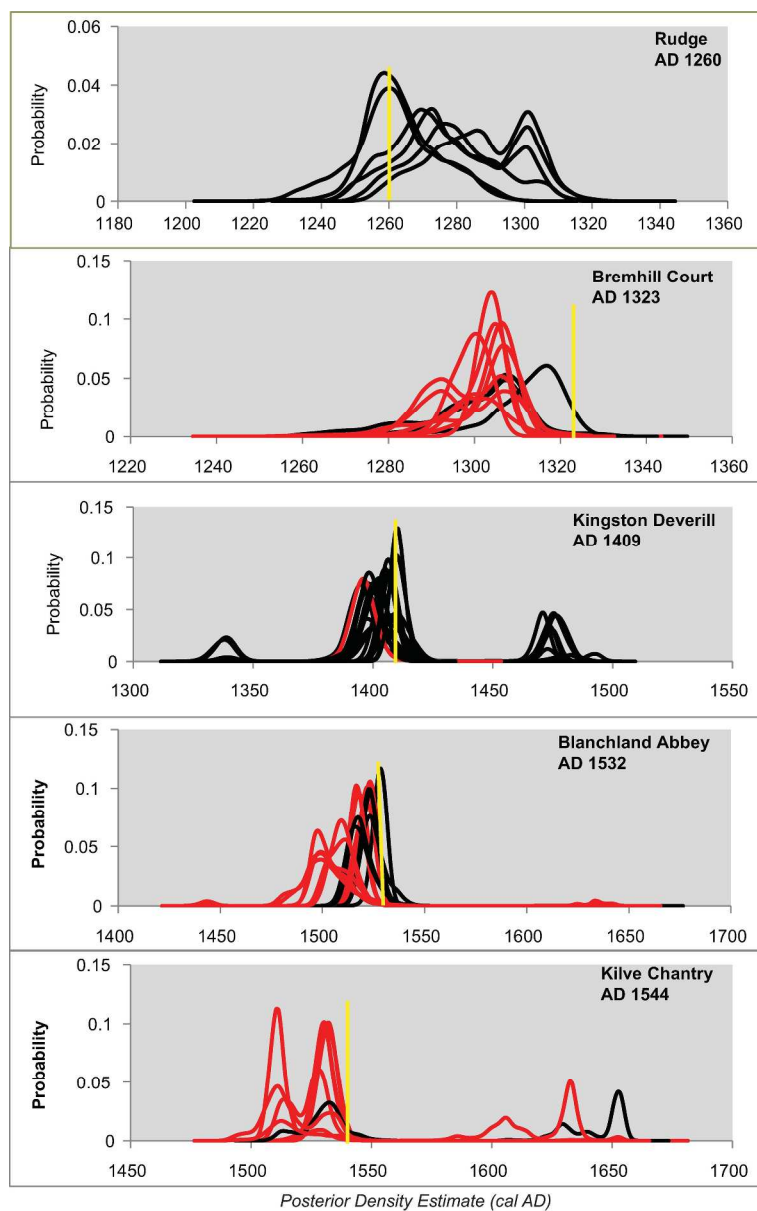 Rudge
AD 1260
Probability
0.06
0.04
0.02
0
1180 1200 1220 1240 1260 1280 1300 1320 1340 1360
Bremhill Court
AD 1323
Probability
0.15
0.1
0.05
0
1220 1240 1260 1280 1300 1320 1340 1360
Kingston Deverill
AD 1409
Probability
0.15
0.1
0.05
0
1300 1350 1400 1450 1500 1550
Blanchland Abbey
AD 1532
Probability
0.15
0.1
0.05
0
1400 1450 1500 1550 1600 1650 1700
Kilve Chantry
AD 1544
Probability
0.15
0.1
0.05
0
1450 1500 1550 1600 1650 1700
Posterior Density Estimate (cal AD)